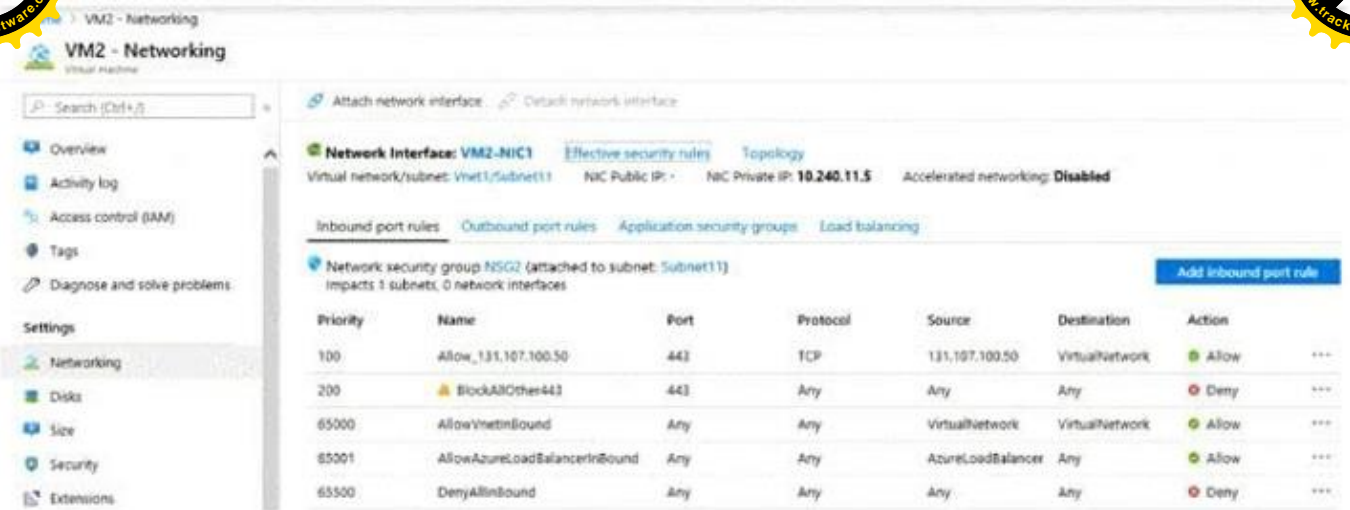 tware.c
VM2 - Networking
.track
VM2 - Networking
Virtual machine
Search (Ctrl+/)
«
Attach network interface
Detach network interface
Overview
Activity log
Access control (IAM)
Tags
Diagnose and solve problems
Settings
Networking
Disks
Size
Security
Extensions
Network Interface: VM2-NIC1 Effective security rules Topology
Virtual network/subnet: Vnet1/Subnet11 NIC Public IP: - NIC Private IP: 10.240.11.5 Accelerated networking: Disabled
Inbound port rules Outbound port rules Application security groups Load balancing
Network security group NSG2 (attached to subnet: Subnet11)
Impacts 1 subnets, 0 network interfaces
Add inbound port rule
Priority Name Port Protocol Source Destination Action
100 Allow_131.107.100.50 443 TCP 131.107.100.50 VirtualNetwork Allow ...
200 BlockAllOther443 443 Any Any Any Deny ...
65000 AllowVnetInBound Any Any VirtualNetwork VirtualNetwork Allow ...
65001 AllowAzureLoadBalancerInBound Any Any AzureLoadBalancer Any Allow ...
65500 DenyAllInBound Any Any Any Any Deny ...